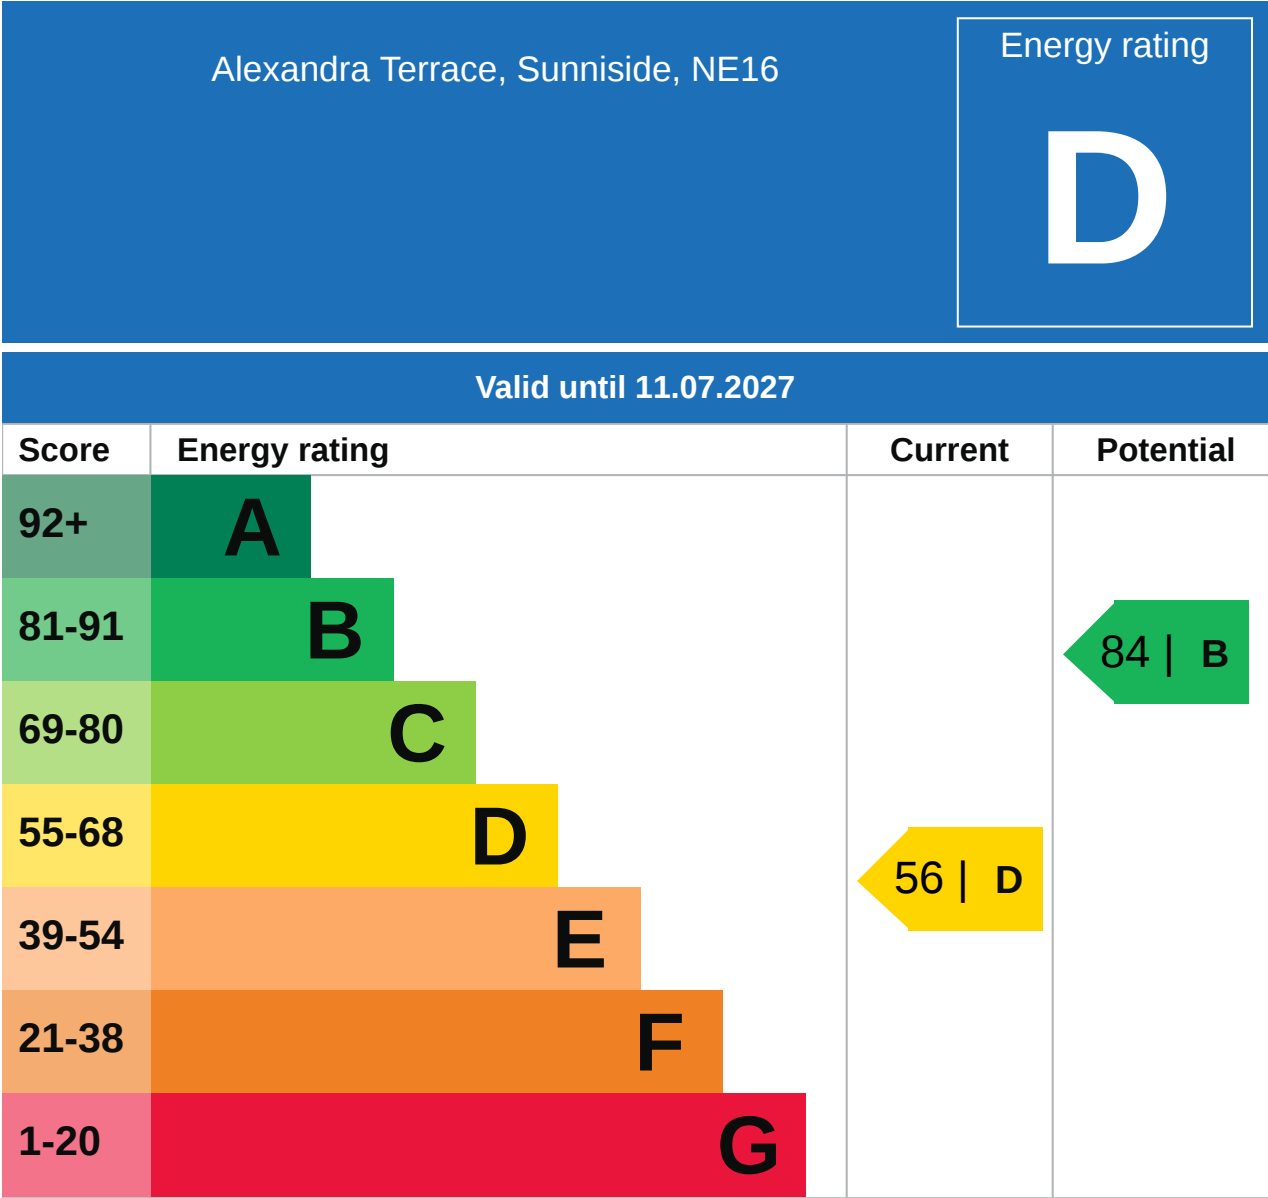 Alexandra Terrace, Sunniside, NE16
Energy rating
D
Valid until 11.07.2027
Score Energy rating Current Potential
92+ A
81-91 B
84 | B
69-80 C
55-68 D
56 | D
39-54 E
21-38 F
1-20 G